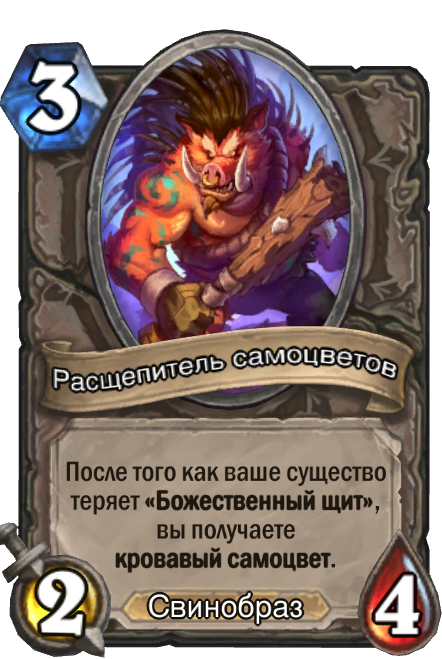 3
Расщепитель самоцветов
После того как ваше существо
теряет «Божественный щит»,
вы получаете
кровавый самоцвет.
2
Свинобраз
4